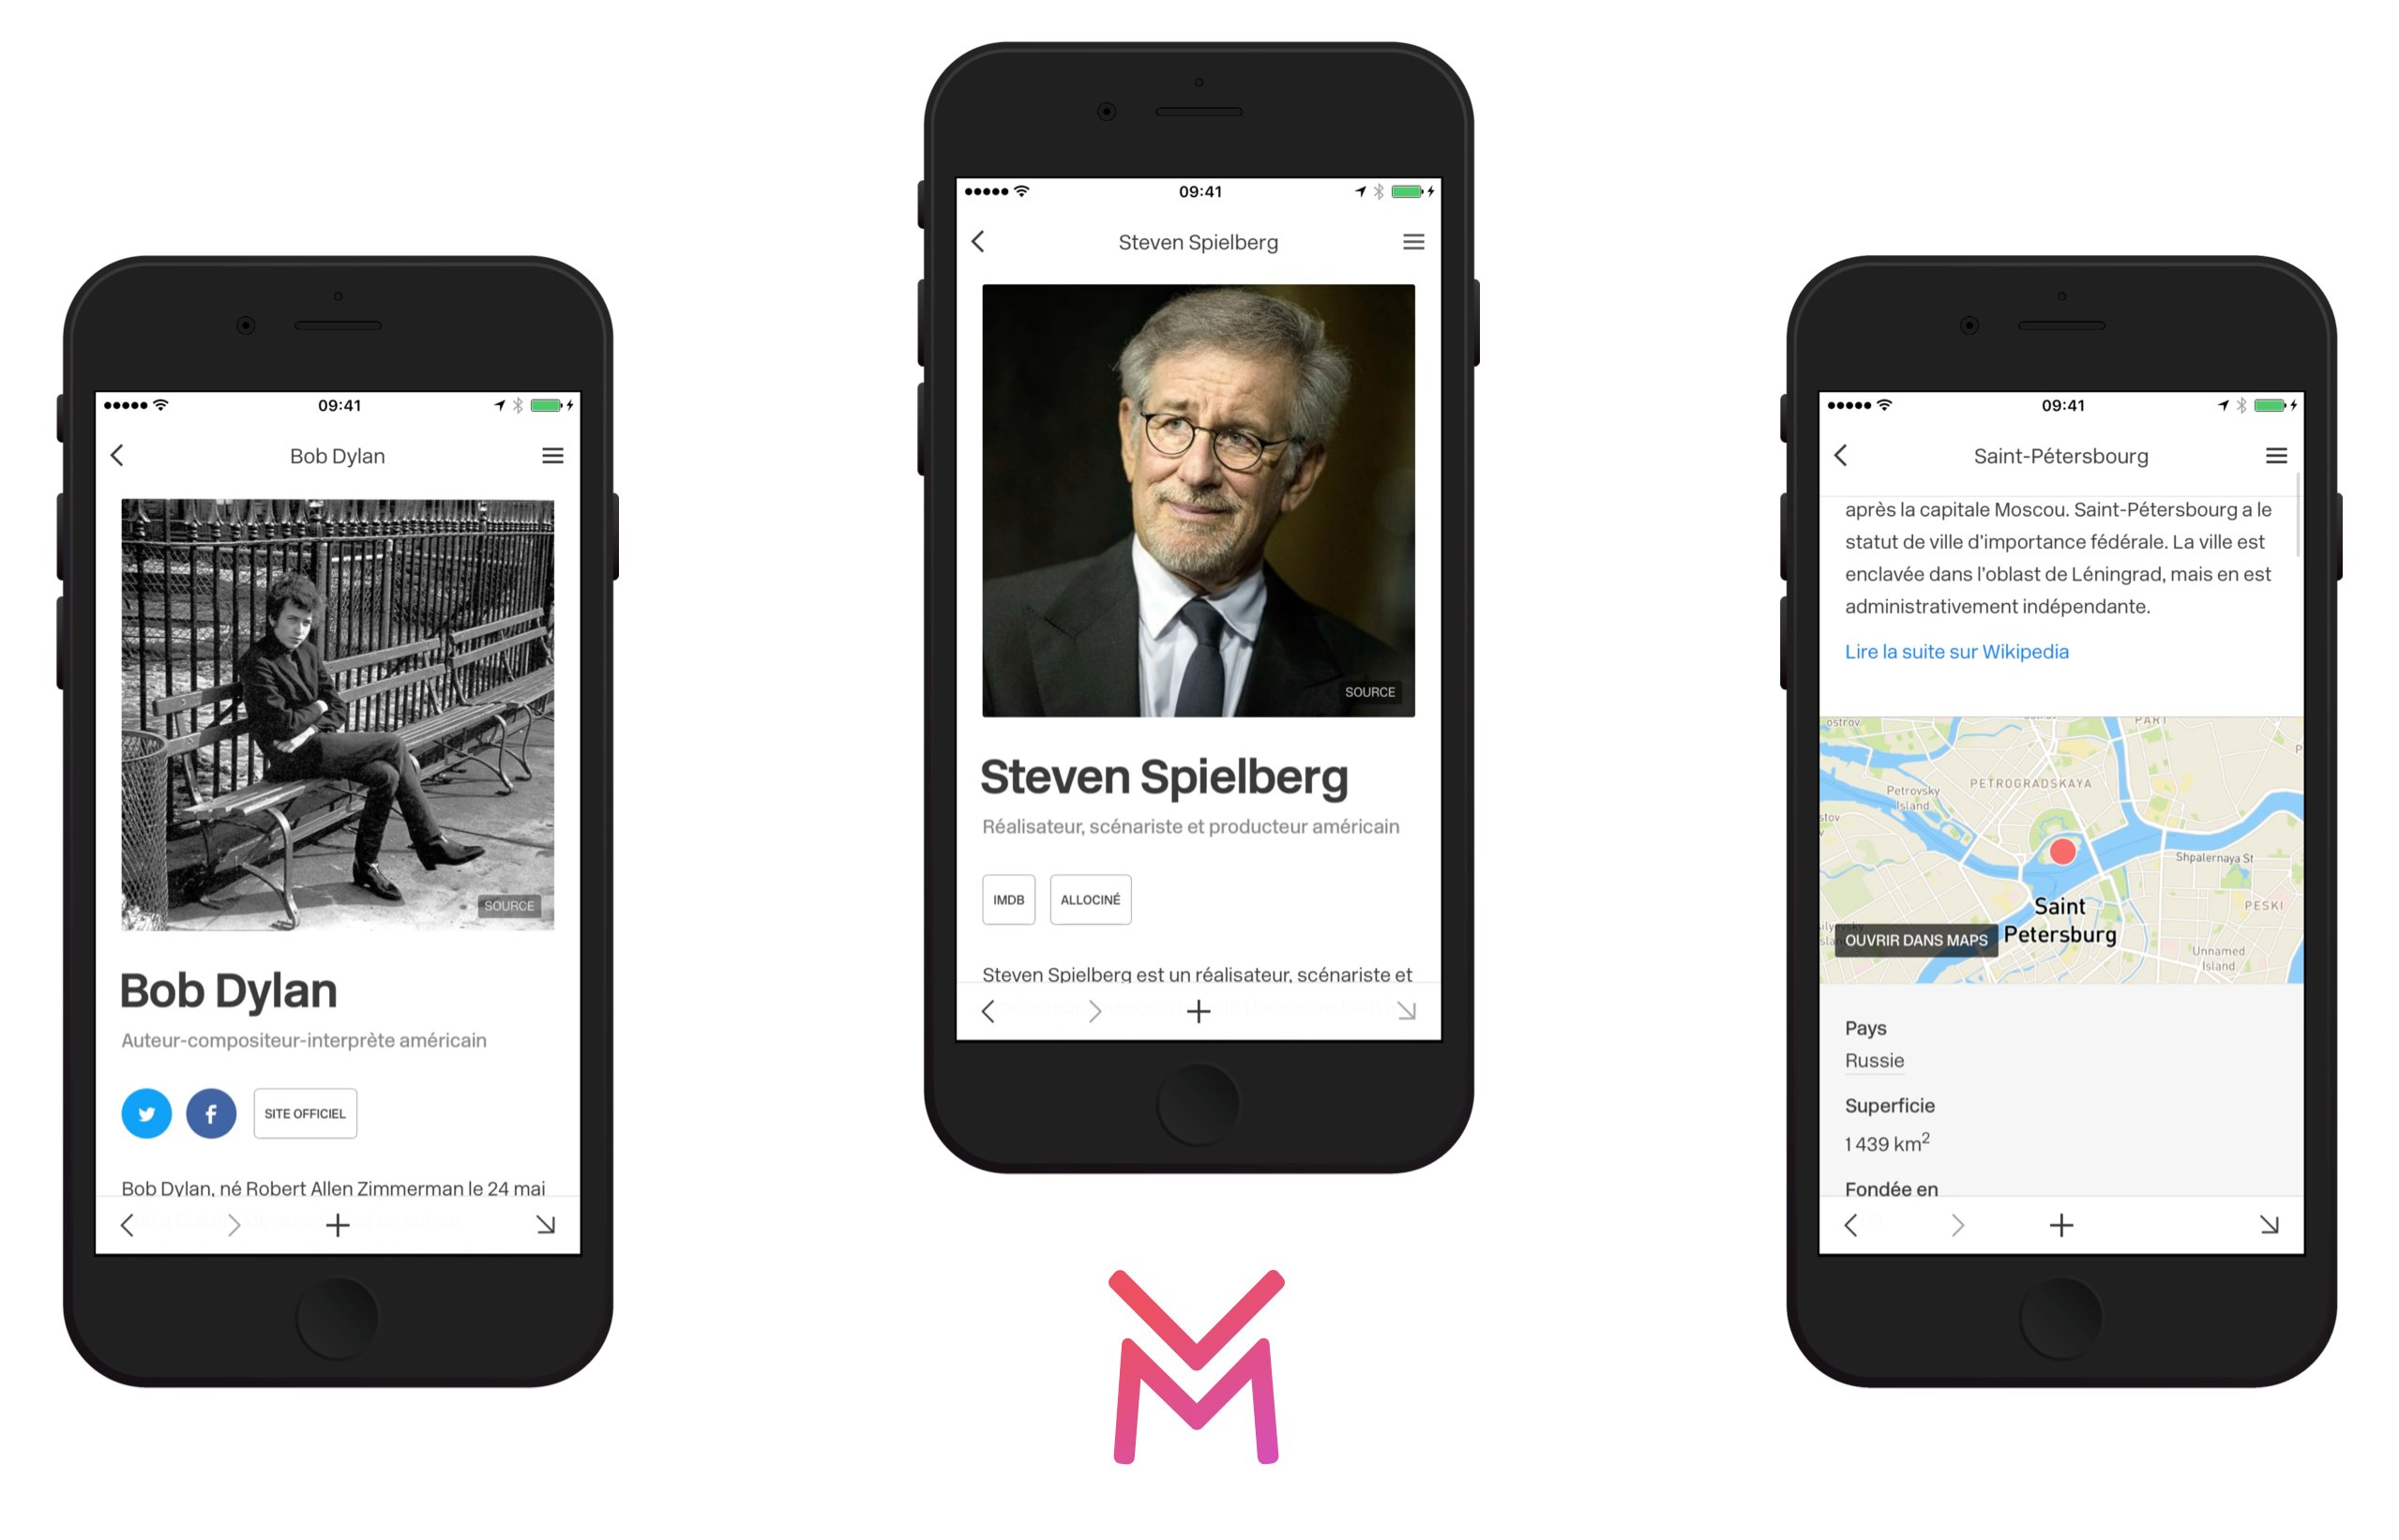 09:41
Bob Dylan
SOURCE
Bob Dylan
Auteur-compositeur-interprète américain
SITE OFFICIEL
Bob Dylan, né Robert Allen Zimmerman le 24 mai
09:41
Steven Spielberg
SOURCE
Steven Spielberg
Réalisateur, scénariste et producteur américain
IMDB
ALLOCINÉ
Steven Spielberg est un réalisateur, scénariste et
09:41
Saint-Pétersbourg
après la capitale Moscou. Saint-Pétersbourg a le
statut de ville d'importance fédérale. La ville est
enclavée dans l'oblast de Léningrad, mais en est
administrativement indépendante.
Lire la suite sur Wikipedia
ostrov
PART
PETROGRADSKAYA
Petrovsky
Island
stov
Shpalernaya St
Saint
Petersburg
PESKI
OUVRIR DANS MAPS
Unnamed
Island
Pays
Russie
Superficie
1 439 km²
Fondée en